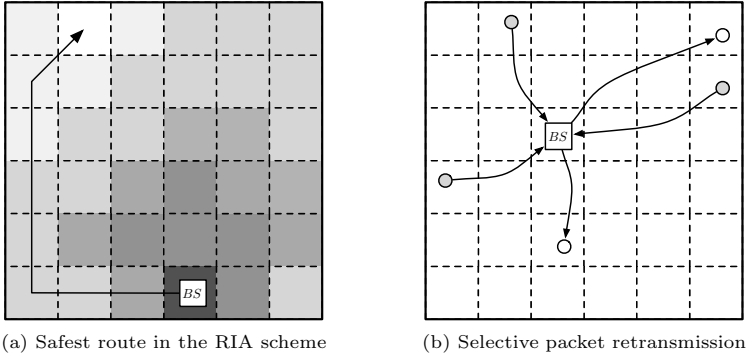 BS
BS
(a) Safest route in the RIA scheme
(b) Selective packet retransmission